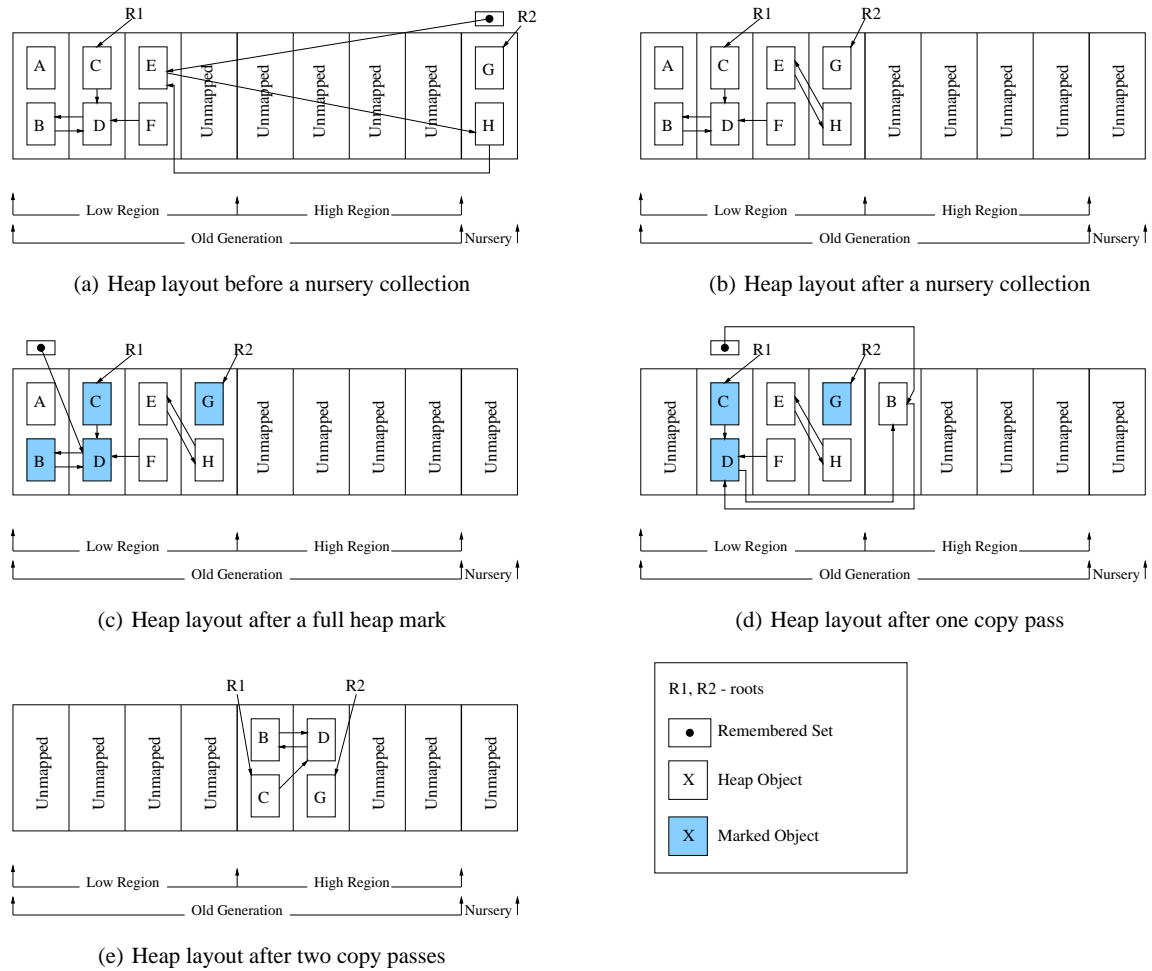 R1
R2
A
C
E
G
Unmapped
Unmapped
Unmapped
Unmapped
Unmapped
B
D
F
H
Low Region
High Region
Old Generation
Nursery
(a) Heap layout before a nursery collection
R1
R2
A
C
E
G
Unmapped
Unmapped
Unmapped
Unmapped
Unmapped
B
D
F
H
Low Region
High Region
Old Generation
Nursery
(b) Heap layout after a nursery collection
R1
R2
A
C
E
G
Unmapped
Unmapped
Unmapped
Unmapped
Unmapped
B
D
F
H
Low Region
High Region
Old Generation
Nursery
(c) Heap layout after a full heap mark
R1
R2
Unmapped
C
E
G
B
Unmapped
Unmapped
Unmapped
Unmapped
D
F
H
Low Region
High Region
Old Generation
Nursery
(d) Heap layout after one copy pass
R1
R2
Unmapped
Unmapped
Unmapped
Unmapped
B
D
Unmapped
Unmapped
Unmapped
C
G
Low Region
High Region
Old Generation
Nursery
(e) Heap layout after two copy passes
R1, R2 - roots
Remembered Set
X
Heap Object
X
Marked Object